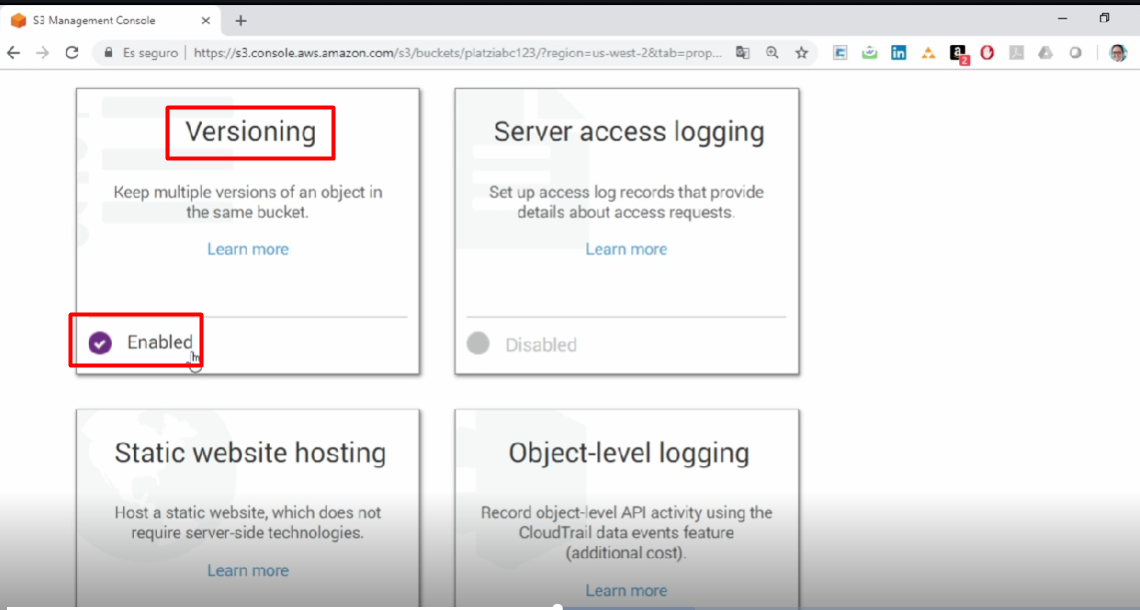 S3 Management Console
Es seguro | https://s3.console.aws.amazon.com/s3/buckets/platziabc123/?region=us-west-2&tab=prop...
2
Versioning
Keep multiple versions of an object in
the same bucket.
Learn more
Enabled
Server access logging
Set up access log records that provide
details about access requests.
Learn more
Disabled
Static website hosting
Host a static website, which does not
require server-side technologies.
Learn more
Object-level logging
Record object-level API activity using the
CloudTrail data events feature
(additional cost).
Learn more